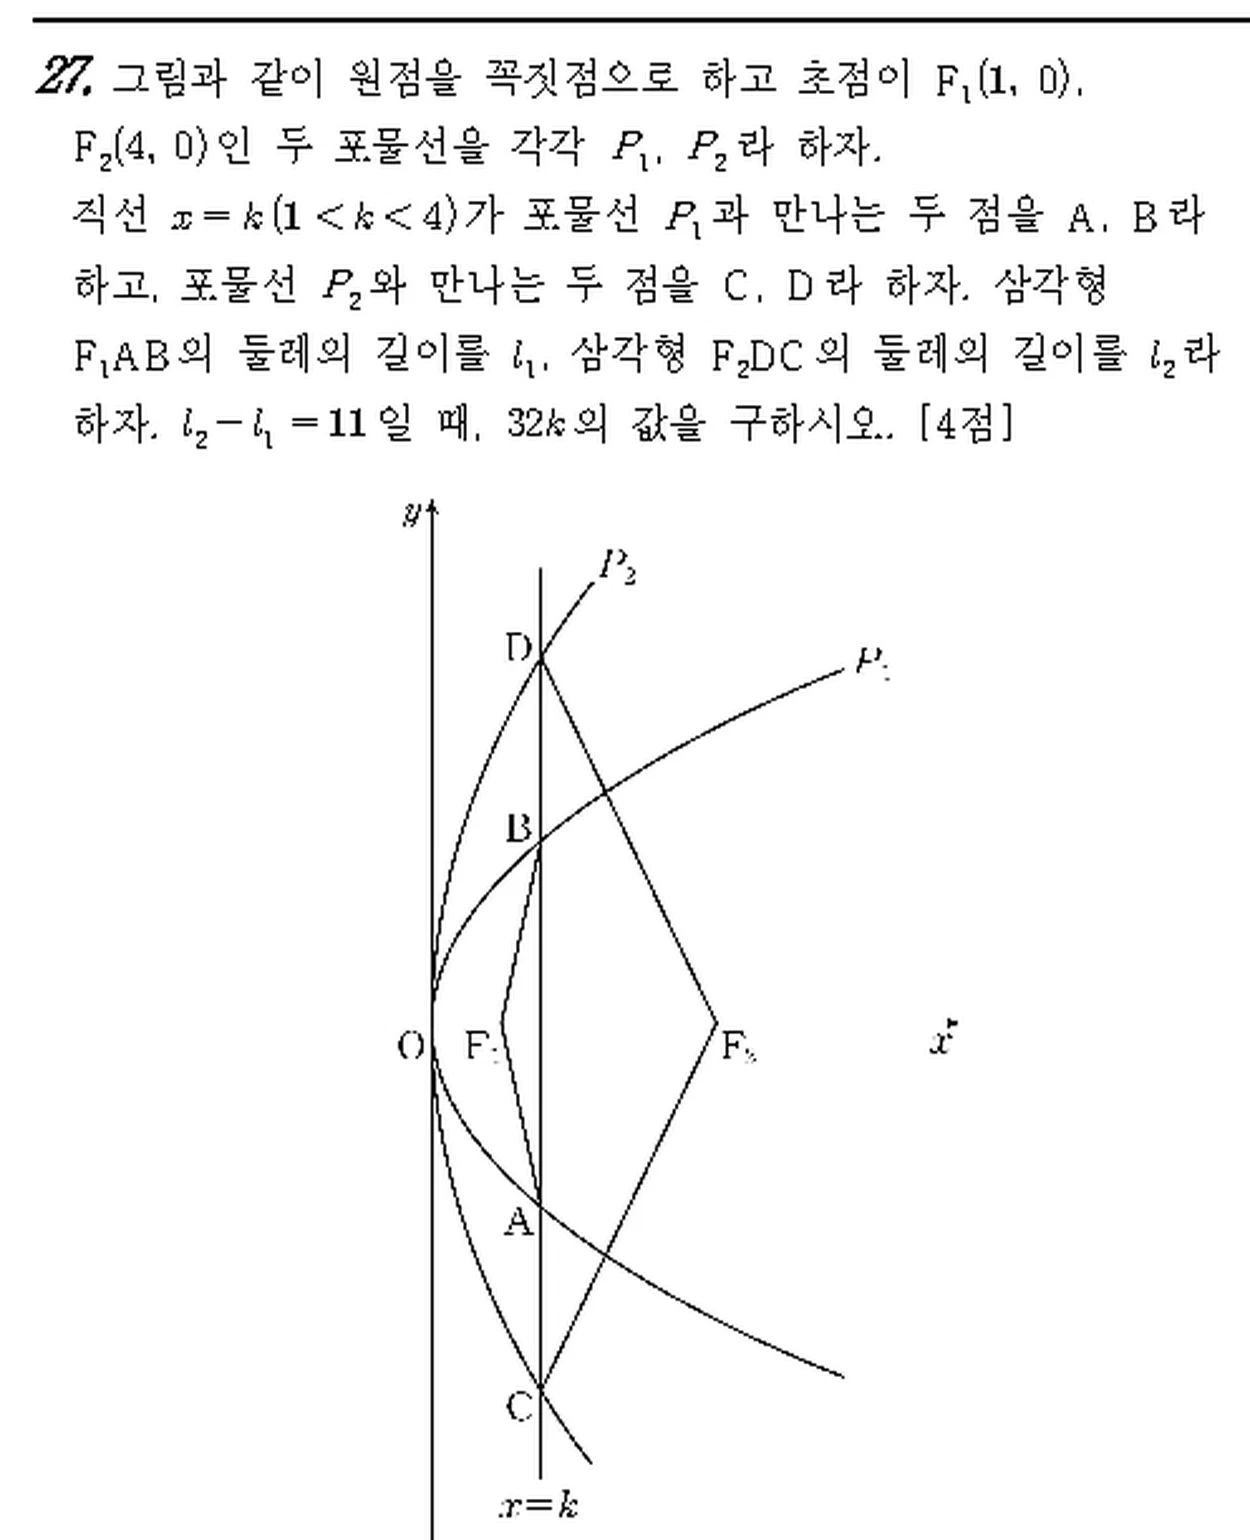 27. 그림과 같이 원점을 꼭짓점으로 하고 초점이 F₁(1, 0),
F₂(4, 0)인 두 포물선을 각각 P₁, P₂라 하자.
직선 x=k(1<k<4)가 포물선 P₁과 만나는 두 점을 A, B라
하고, 포물선 P₂와 만나는 두 점을 C, D라 하자. 삼각형
F₁AB의 둘레의 길이를 l₁, 삼각형 F₂DC의 둘레의 길이를 l₂라
하자. l₂-l₁=11일 때, 32k의 값을 구하시오. [4점]
y
P₂
D
P₁
B
O
F₁
F₂
x
A
C
x=k